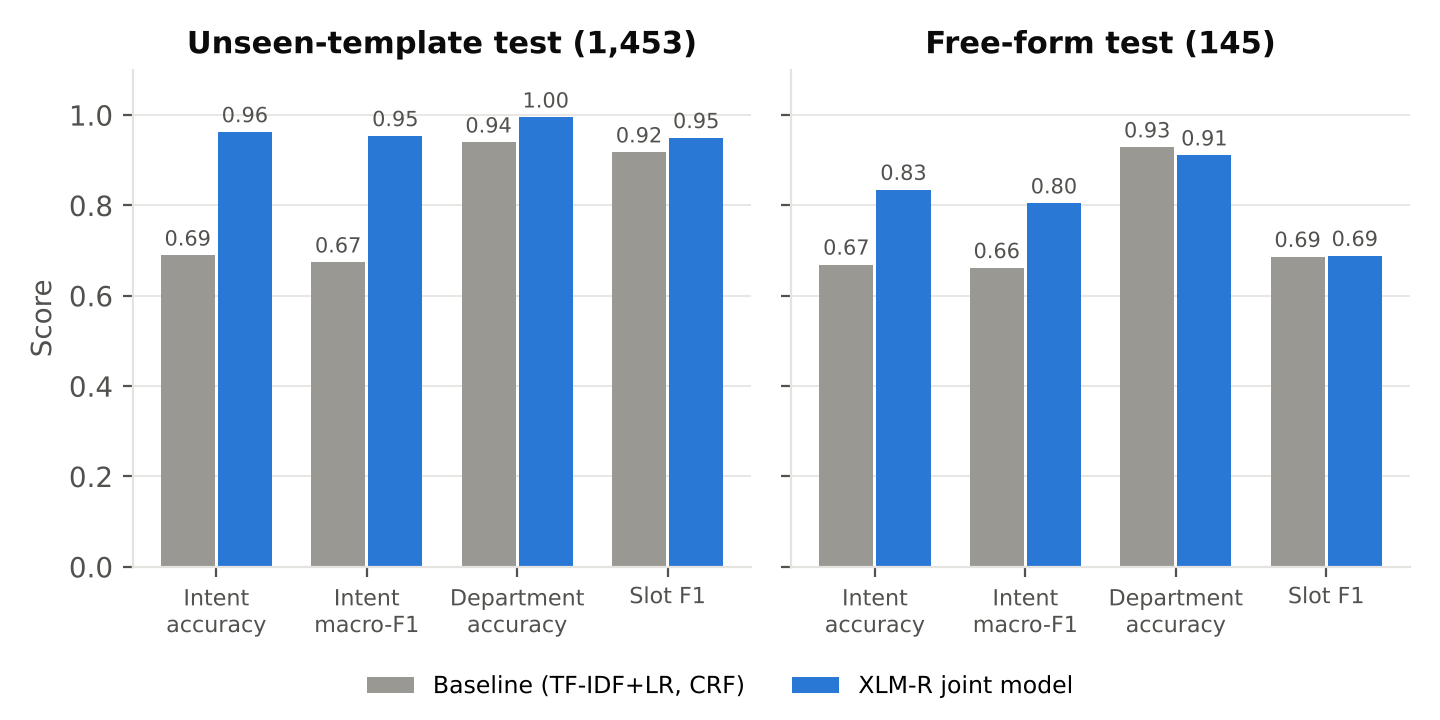 Unseen-template test (1,453)
Free-form test (145)
Score
1.0
0.8
0.6
0.4
0.2
0.0
0.69
0.96
0.67
0.95
0.94
1.00
0.92
0.95
0.67
0.83
0.66
0.80
0.93
0.91
0.69
0.69
Intent
accuracy
Intent
macro-F1
Department
accuracy
Slot F1
Intent
accuracy
Intent
macro-F1
Department
accuracy
Slot F1
Baseline (TF-IDF+LR, CRF)
XLM-R joint model